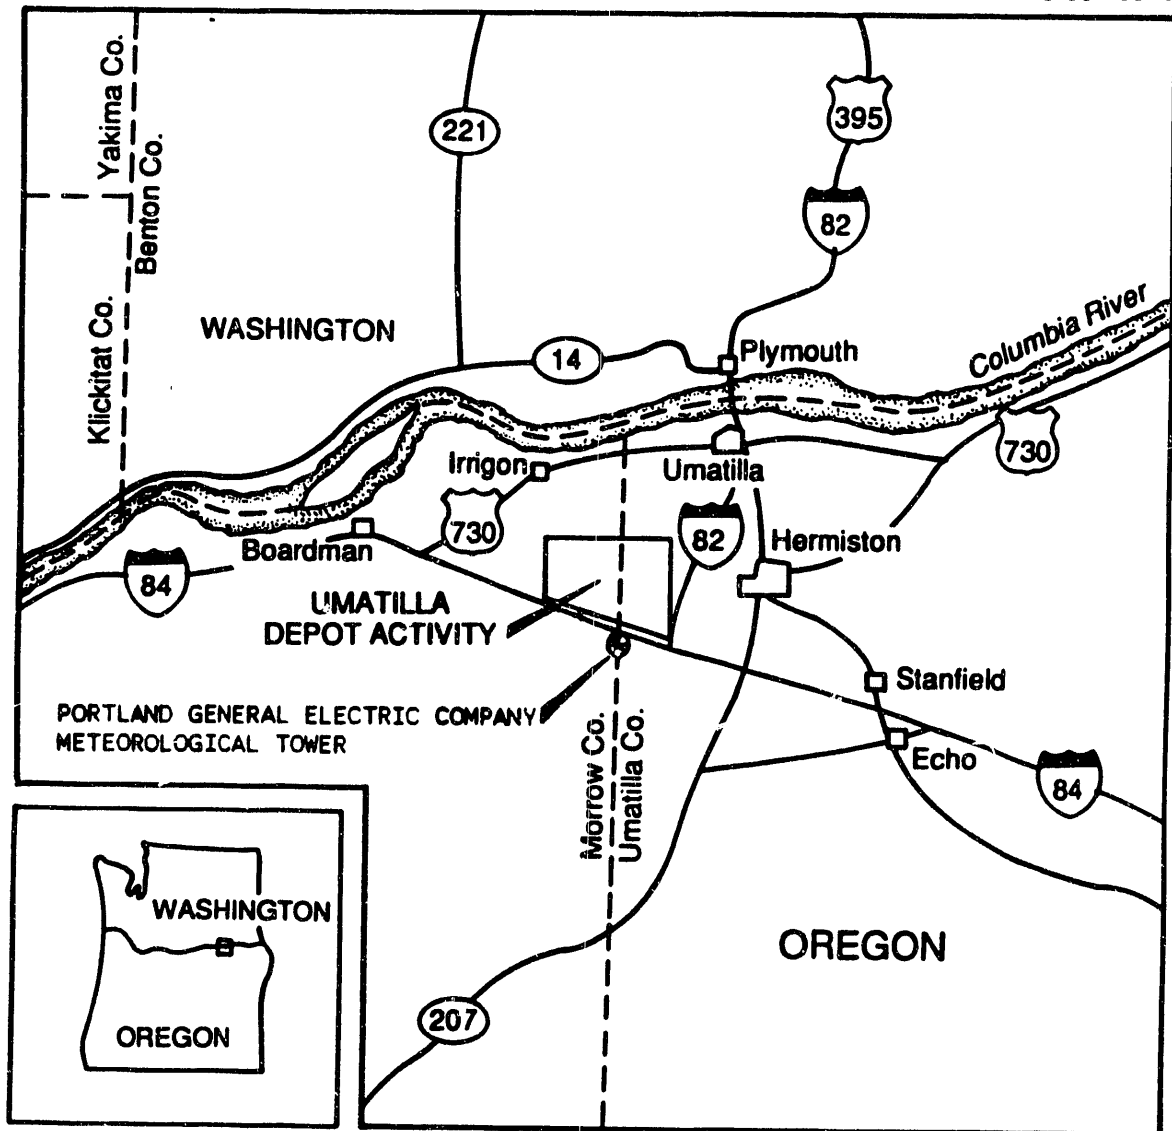 Yakima Co.
Benton Co.
Klickitat Co.
221
395
82
WASHINGTON
14
Plymouth
Columbia River
730
Irrigon
Umatilla
730
82
Hermiston
Boardman
84
UMATILLA
DEPOT ACTIVITY
Stanfield
PORTLAND GENERAL ELECTRIC COMPANY
METEOROLOGICAL TOWER
Echo
84
Morrow Co.
Umatilla Co.
WASHINGTON
OREGON
OREGON
207